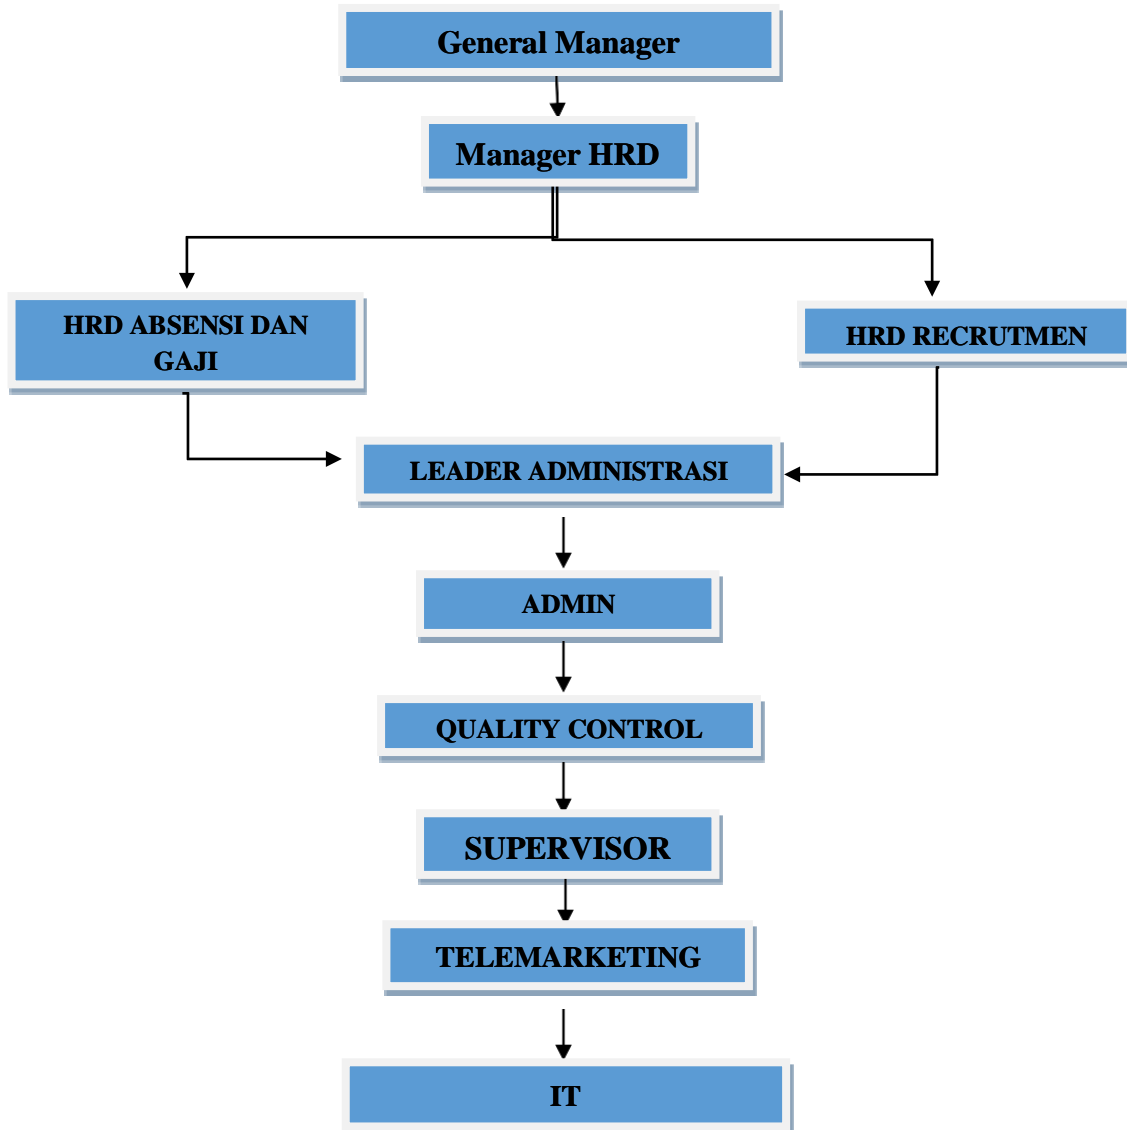 General Manager
Manager HRD
HRD ABSENSI DAN
GAJI
HRD RECRUTMEN
LEADER ADMINISTRASI
ADMIN
QUALITY CONTROL
SUPERVISOR
TELEMARKETING
IT